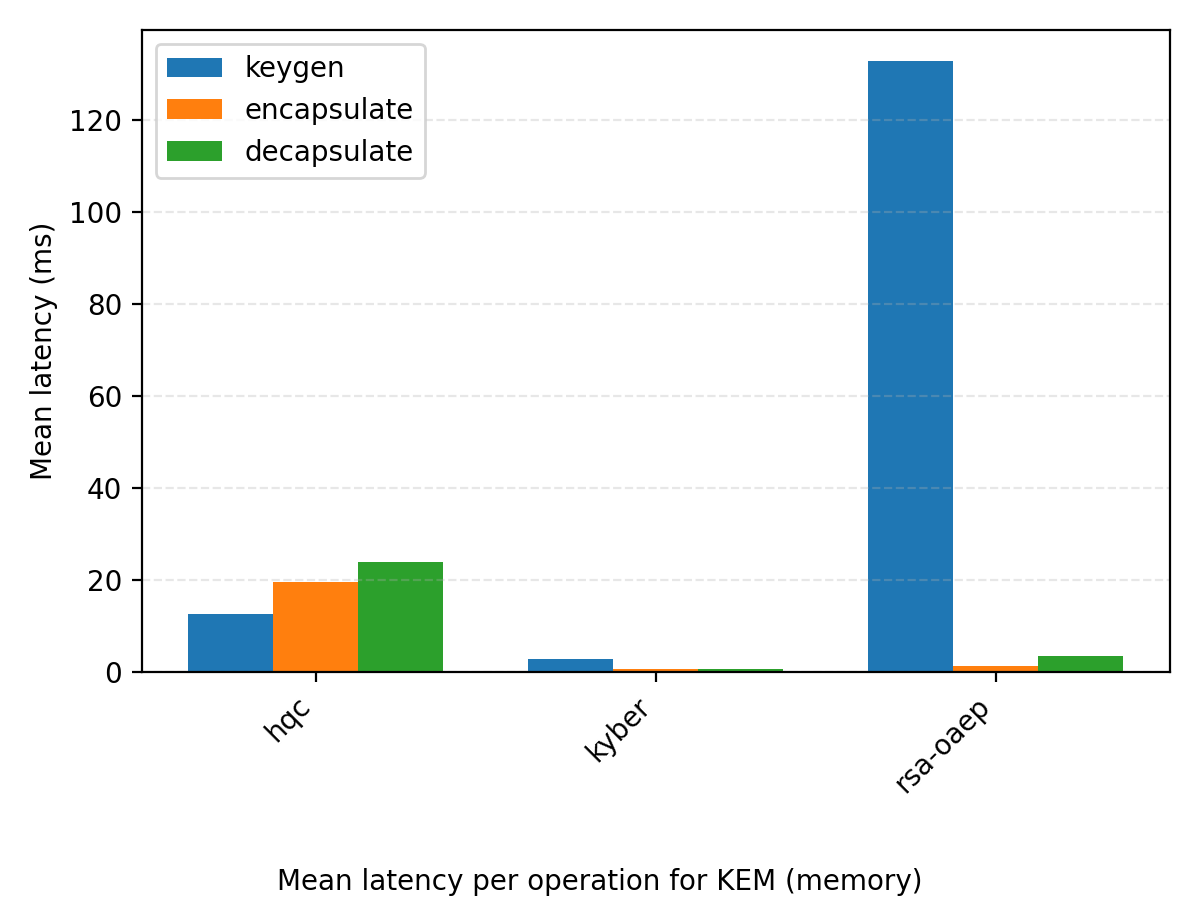 keygen
encapsulate
decapsulate
Mean latency (ms)
120
100
80
60
40
20
0
hqc
kyber
rsa-oaep
Mean latency per operation for KEM (memory)